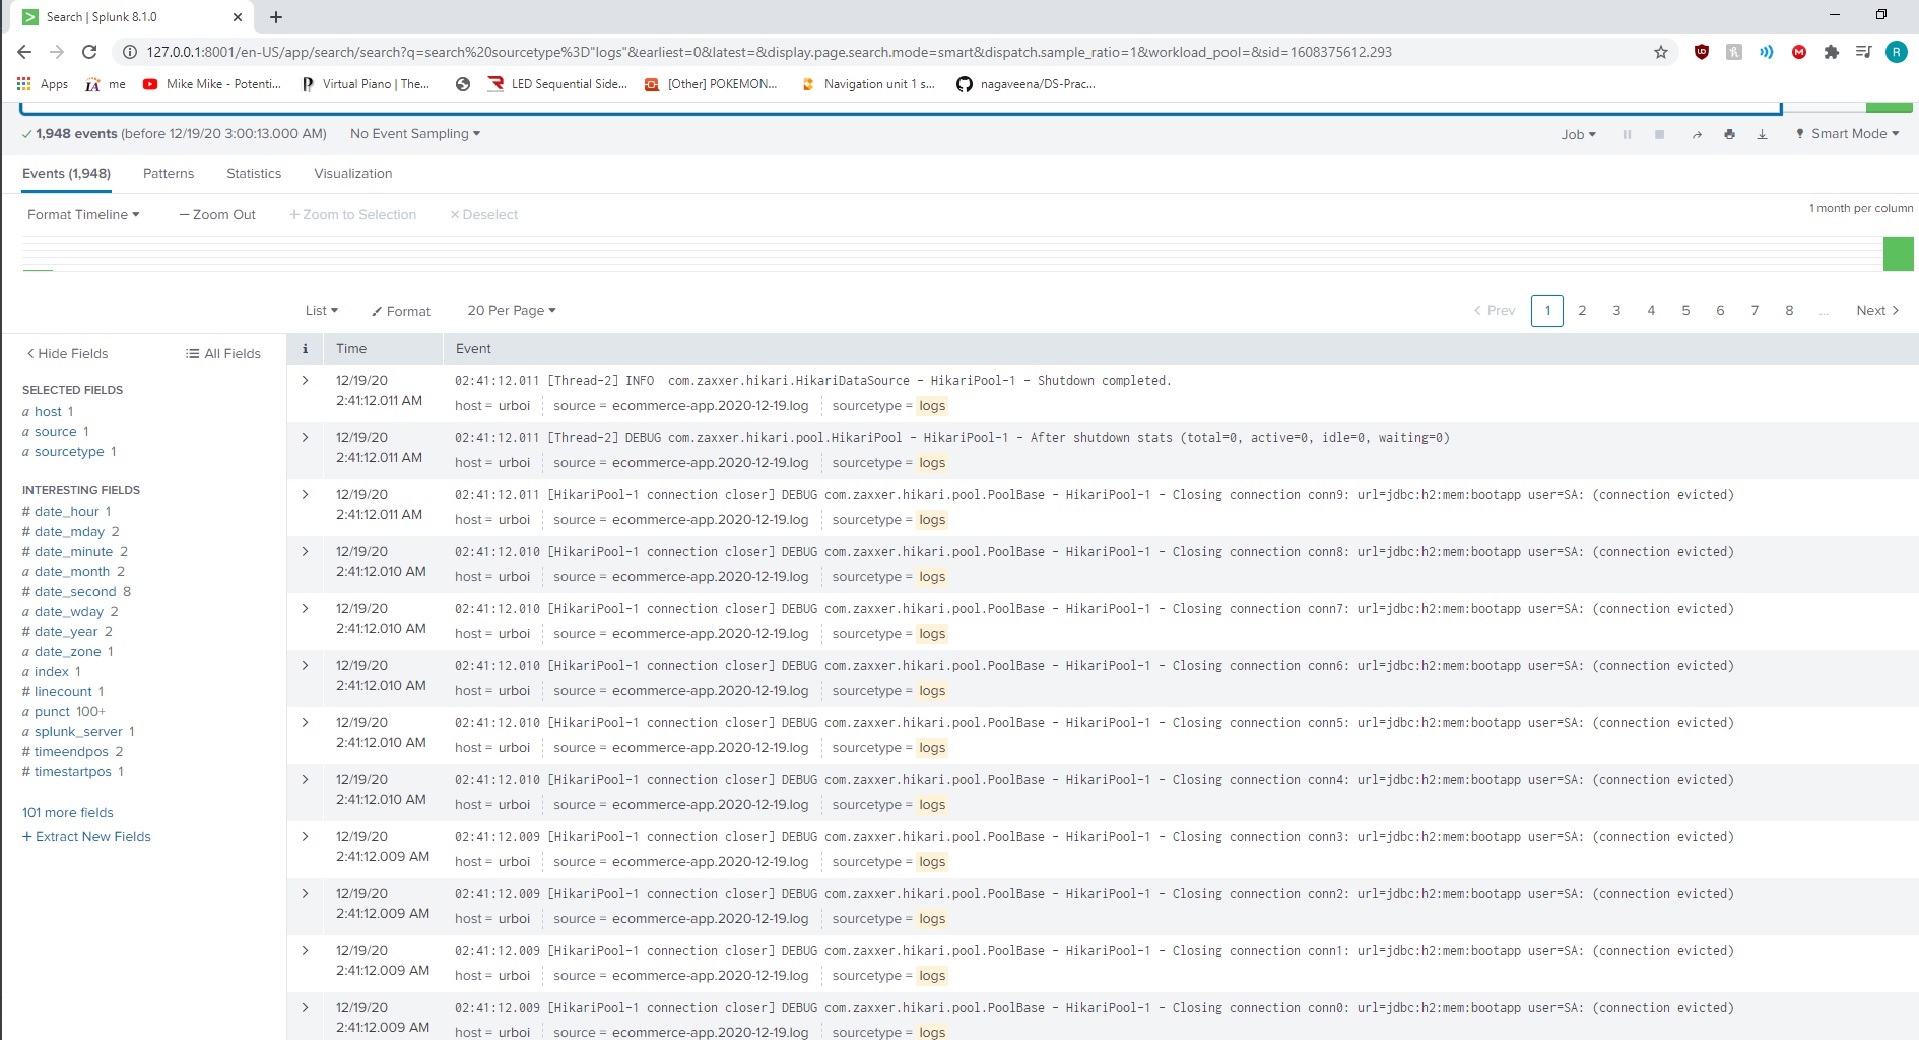 Search | Splunk 8.1.0
127.0.0.1:8001/en-US/app/search/search?q=search%20sourcetype%3D"logs"&earliest=0&latest=&display.page.search.mode=smart&dispatch.sample_ratio=1&workload_pool=&sid=1608375612.293
R
Apps me Mike Mike - Potenti... Virtual Piano | The... LED Sequential Side... [Other] POKEMON... Navigation unit 1 s... nagaveena/DS-Prac...
1,948 events (before 12/19/20 3:00:13.000 AM) No Event Sampling Job Smart Mode
Events (1,948) Patterns Statistics Visualization
Format Timeline — Zoom Out + Zoom to Selection × Deselect 1 month per column
List Format 20 Per Page < Prev 1 2 3 4 5 6 7 8 ... Next >
< Hide Fields All Fields
SELECTED FIELDS
a host 1
a source 1
a sourcetype 1
INTERESTING FIELDS
# date_hour 1
# date_mday 2
# date_minute 2
a date_month 2
# date_second 8
a date_wday 2
# date_year 2
a date_zone 1
a index 1
# linecount 1
a punct 100+
a splunk_server 1
# timeendpos 2
# timestartpos 1
101 more fields
+ Extract New Fields
i Time Event
12/19/20 02:41:12.011 [Thread-2] INFO com.zaxxer.hikari.HikariDataSource - HikariPool-1 - Shutdown completed.
2:41:12.011 AM host = urboi source = ecommerce-app.2020-12-19.log sourcetype = logs
12/19/20 02:41:12.011 [Thread-2] DEBUG com.zaxxer.hikari.pool.HikariPool - HikariPool-1 - After shutdown stats (total=0, active=0, idle=0, waiting=0)
2:41:12.011 AM host = urboi source = ecommerce-app.2020-12-19.log sourcetype = logs
12/19/20 02:41:12.011 [HikariPool-1 connection closer] DEBUG com.zaxxer.hikari.pool.PoolBase - HikariPool-1 - Closing connection conn9: url=jdbc:h2:mem:bootapp user=SA: (connection evicted)
2:41:12.011 AM host = urboi source = ecommerce-app.2020-12-19.log sourcetype = logs
12/19/20 02:41:12.010 [HikariPool-1 connection closer] DEBUG com.zaxxer.hikari.pool.PoolBase - HikariPool-1 - Closing connection conn8: url=jdbc:h2:mem:bootapp user=SA: (connection evicted)
2:41:12.010 AM host = urboi source = ecommerce-app.2020-12-19.log sourcetype = logs
12/19/20 02:41:12.010 [HikariPool-1 connection closer] DEBUG com.zaxxer.hikari.pool.PoolBase - HikariPool-1 - Closing connection conn7: url=jdbc:h2:mem:bootapp user=SA: (connection evicted)
2:41:12.010 AM host = urboi source = ecommerce-app.2020-12-19.log sourcetype = logs
12/19/20 02:41:12.010 [HikariPool-1 connection closer] DEBUG com.zaxxer.hikari.pool.PoolBase - HikariPool-1 - Closing connection conn6: url=jdbc:h2:mem:bootapp user=SA: (connection evicted)
2:41:12.010 AM host = urboi source = ecommerce-app.2020-12-19.log sourcetype = logs
12/19/20 02:41:12.010 [HikariPool-1 connection closer] DEBUG com.zaxxer.hikari.pool.PoolBase - HikariPool-1 - Closing connection conn5: url=jdbc:h2:mem:bootapp user=SA: (connection evicted)
2:41:12.010 AM host = urboi source = ecommerce-app.2020-12-19.log sourcetype = logs
12/19/20 02:41:12.010 [HikariPool-1 connection closer] DEBUG com.zaxxer.hikari.pool.PoolBase - HikariPool-1 - Closing connection conn4: url=jdbc:h2:mem:bootapp user=SA: (connection evicted)
2:41:12.010 AM host = urboi source = ecommerce-app.2020-12-19.log sourcetype = logs
12/19/20 02:41:12.009 [HikariPool-1 connection closer] DEBUG com.zaxxer.hikari.pool.PoolBase - HikariPool-1 - Closing connection conn3: url=jdbc:h2:mem:bootapp user=SA: (connection evicted)
2:41:12.009 AM host = urboi source = ecommerce-app.2020-12-19.log sourcetype = logs
12/19/20 02:41:12.009 [HikariPool-1 connection closer] DEBUG com.zaxxer.hikari.pool.PoolBase - HikariPool-1 - Closing connection conn2: url=jdbc:h2:mem:bootapp user=SA: (connection evicted)
2:41:12.009 AM host = urboi source = ecommerce-app.2020-12-19.log sourcetype = logs
12/19/20 02:41:12.009 [HikariPool-1 connection closer] DEBUG com.zaxxer.hikari.pool.PoolBase - HikariPool-1 - Closing connection conn1: url=jdbc:h2:mem:bootapp user=SA: (connection evicted)
2:41:12.009 AM host = urboi source = ecommerce-app.2020-12-19.log sourcetype = logs
12/19/20 02:41:12.009 [HikariPool-1 connection closer] DEBUG com.zaxxer.hikari.pool.PoolBase - HikariPool-1 - Closing connection conn0: url=jdbc:h2:mem:bootapp user=SA: (connection evicted)
2:41:12.009 AM host = urboi source = ecommerce-app.2020-12-19.log sourcetype = logs